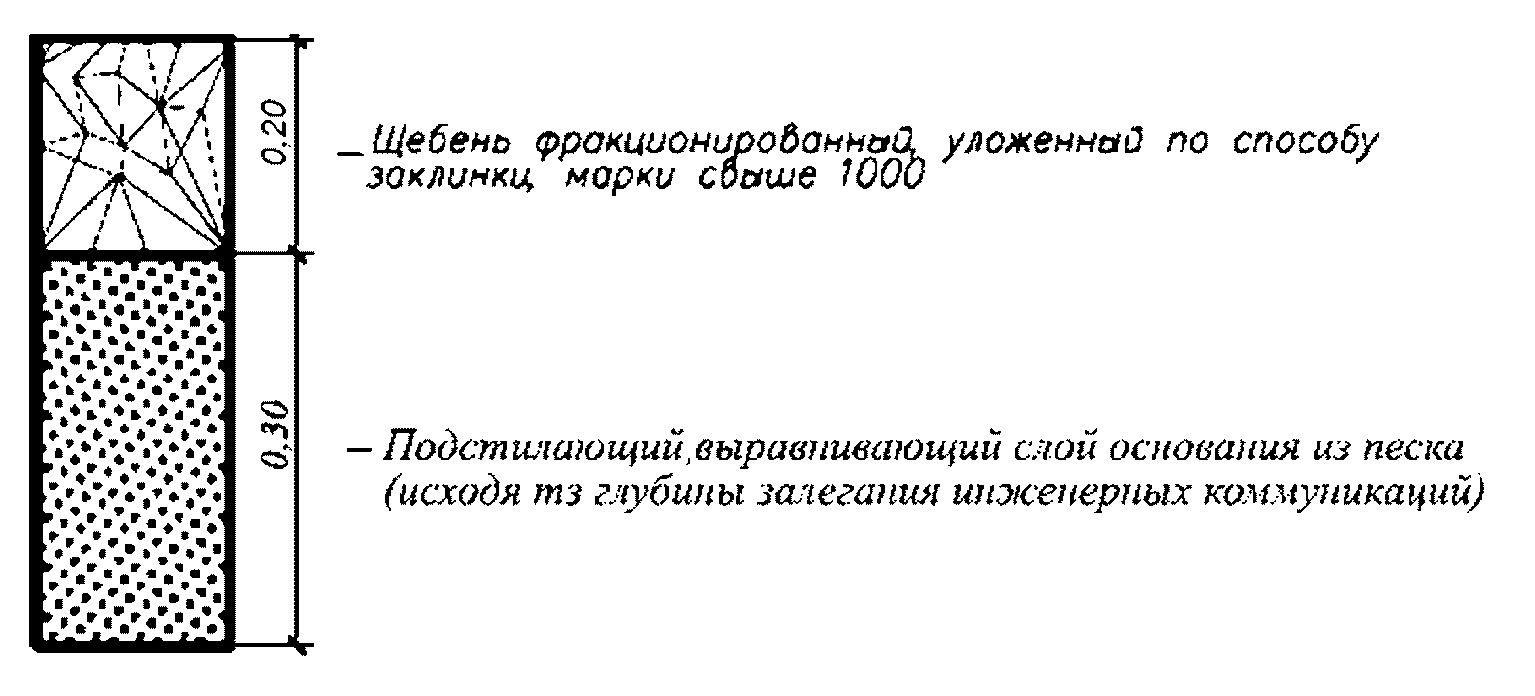 0,20
– Щебень фракционированный, уложенный по способу
заклинки, марки свыше 1000
0,30
– Подстилающий,выравнивающий слой основания из песка
(исходя тз глубины залегания инженерных коммуникаций)